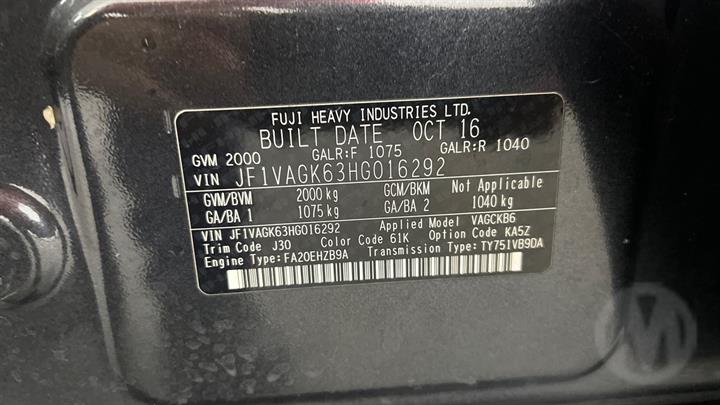 FUJI HEAVY INDUSTRIES LTD.
BUILT DATE OCT 16
GVM 2000 GALR:F 1075 GALR:R 1040
VIN JF1VAGK63HG016292
GVM/BVM 2000 kg GCM/BKM Not Applicable
GA/BA 1 1075 kg GA/BA 2 1040 kg
VIN JF1VAGK63HG016292 Applied Model VAGCKB6
Trim Code J30 Color Code 61K Option Code KA5Z
Engine Type:FA20EHZB9A Transmission Type:TY751VB9DA
M